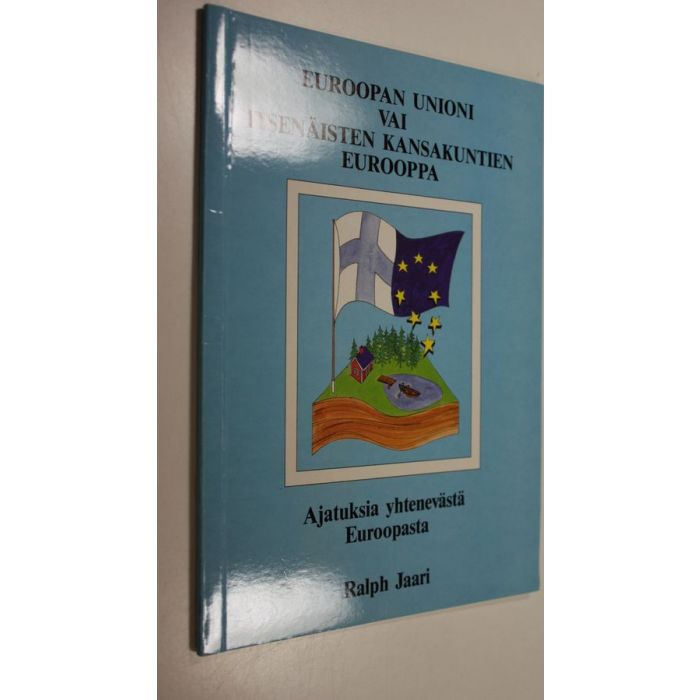 EUROOPAN UNIONI
VAI
ITSENÄISTEN KANSAKUNTIEN
EUROOPPA
Ajatuksia yhtenevästä
Euroopasta
Ralph Jaari